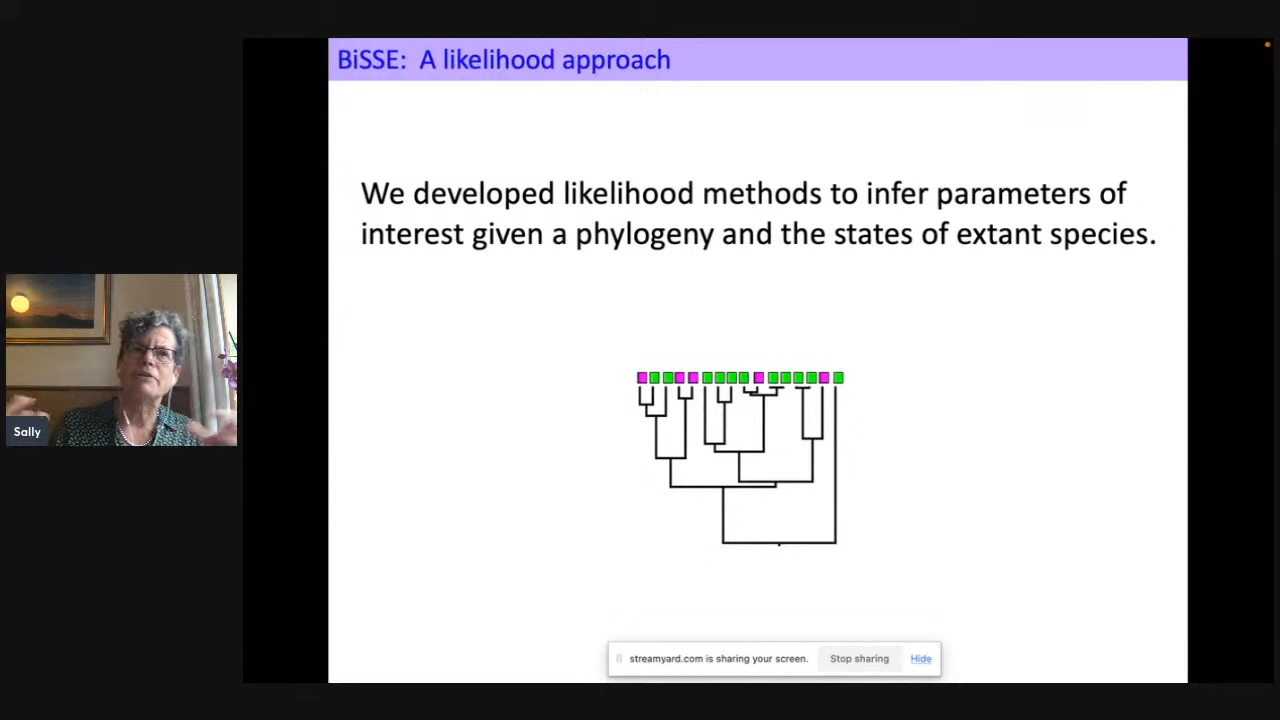 BiSSE: A likelihood approach
We developed likelihood methods to infer parameters of
interest given a phylogeny and the states of extant species.
Sally
streamyard.com is sharing your screen. Stop sharing Hide